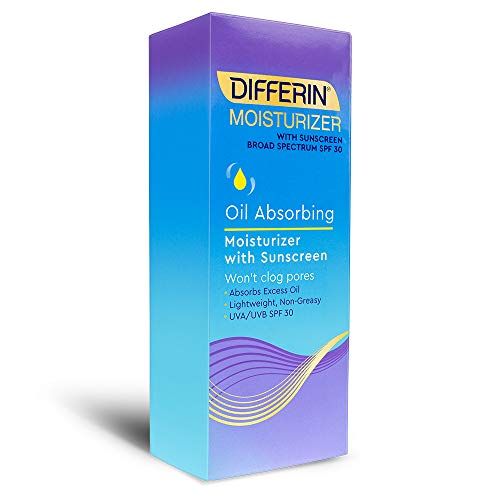 DIFFERIN®
MOISTURIZER
WITH SUNSCREEN
BROAD SPECTRUM SPF 30
Oil Absorbing
Moisturizer
with Sunscreen
Won't clog pores
• Absorbs Excess Oil
• Lightweight, Non-Greasy
• UVA/UVB SPF 30